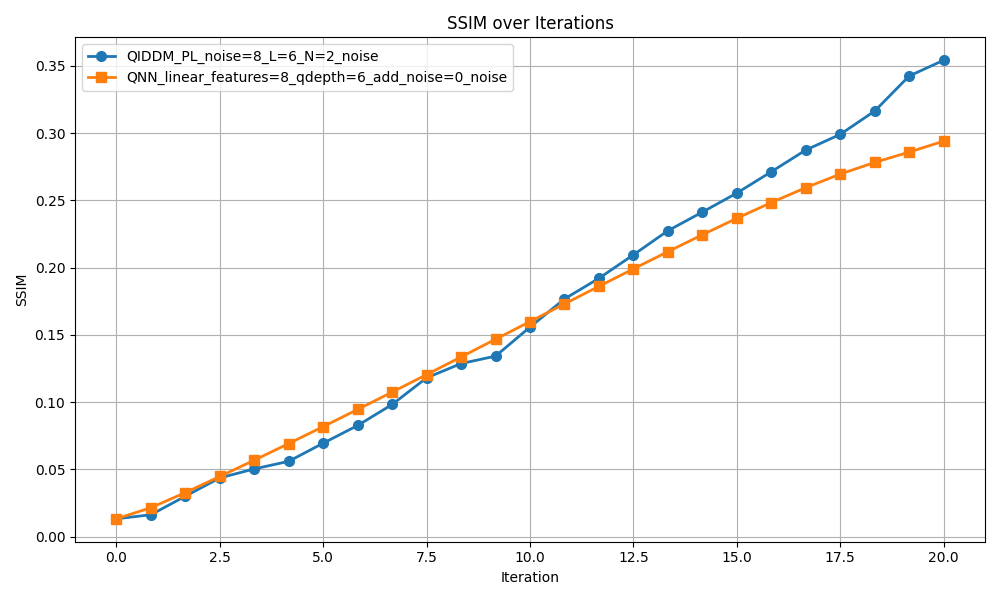 SSIM over Iterations
QIDDM_PL_noise=8_L=6_N=2_noise
QNN_linear_features=8_qdepth=6_add_noise=0_noise
SSIM
0.35
0.30
0.25
0.20
0.15
0.10
0.05
0.00
0.0 2.5 5.0 7.5 10.0 12.5 15.0 17.5 20.0
Iteration